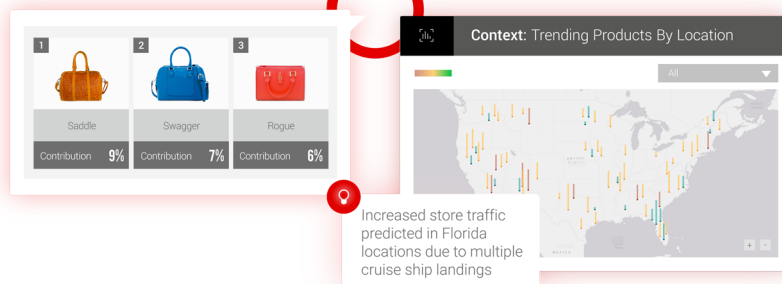 1
2
3
Saddle
Swagger
Rogue
Contribution 9%
Contribution 7%
Contribution 6%
Context: Trending Products By Location
All
+ -
Increased store traffic
predicted in Florida
locations due to multiple
cruise ship landings